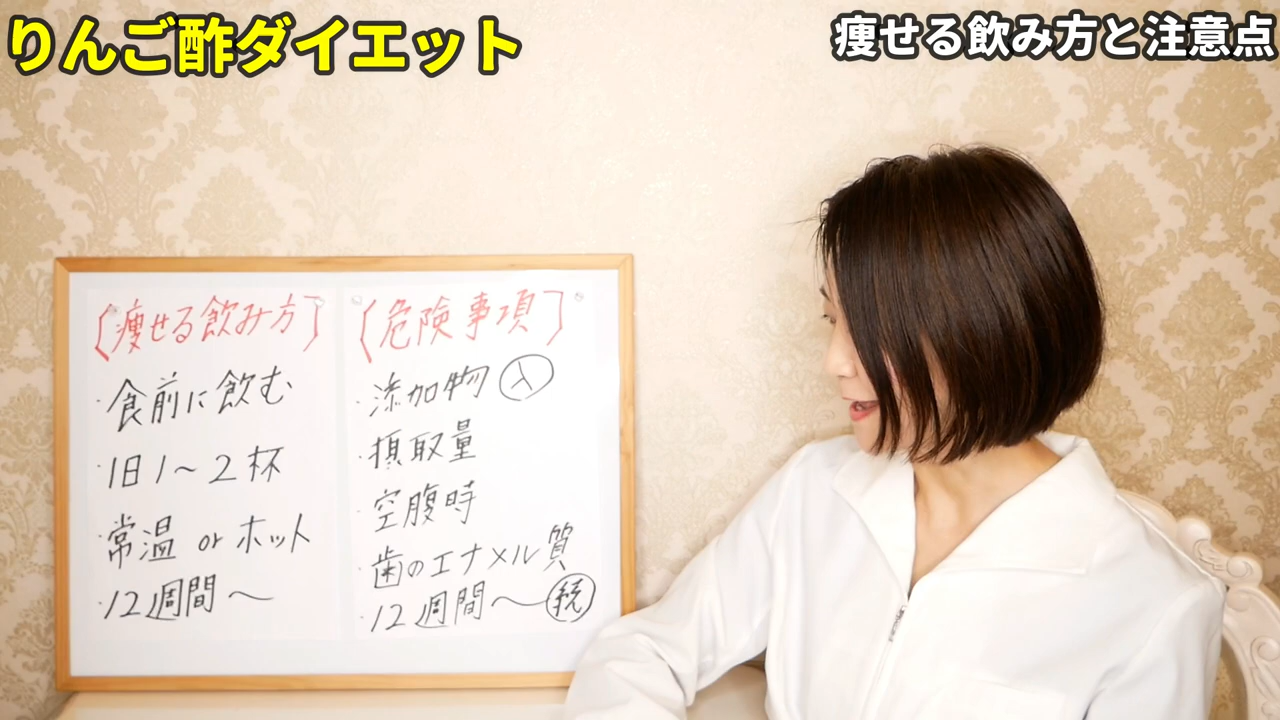 りんご酢ダイエット
痩せる飲み方と注意点
〔痩せる飲み方〕
・食前に飲む
・1日1〜2杯
・常温 or ホット
・12週間〜
〔危険事項〕
・添加物 入
・摂取量
・空腹時
・歯のエナメル質
・12週間〜 続